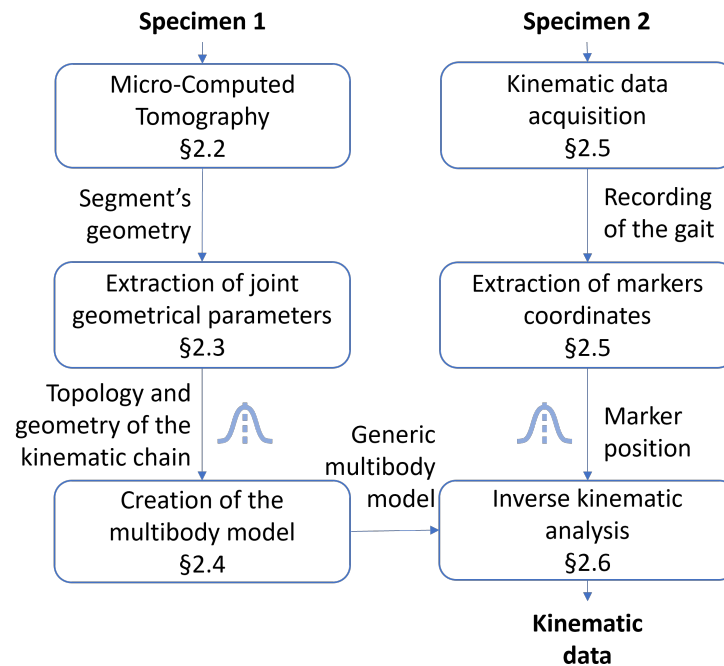 Specimen 1
Micro-Computed
Tomography
§2.2
Segment's
geometry
Extraction of joint
geometrical parameters
§2.3
Topology and
geometry of the
kinematic chain
Creation of the
multibody model
§2.4
Generic
multibody
model
Specimen 2
Kinematic data
acquisition
§2.5
Recording
of the gait
Extraction of markers
coordinates
§2.5
Marker
position
Inverse kinematic
analysis
§2.6
Kinematic
data